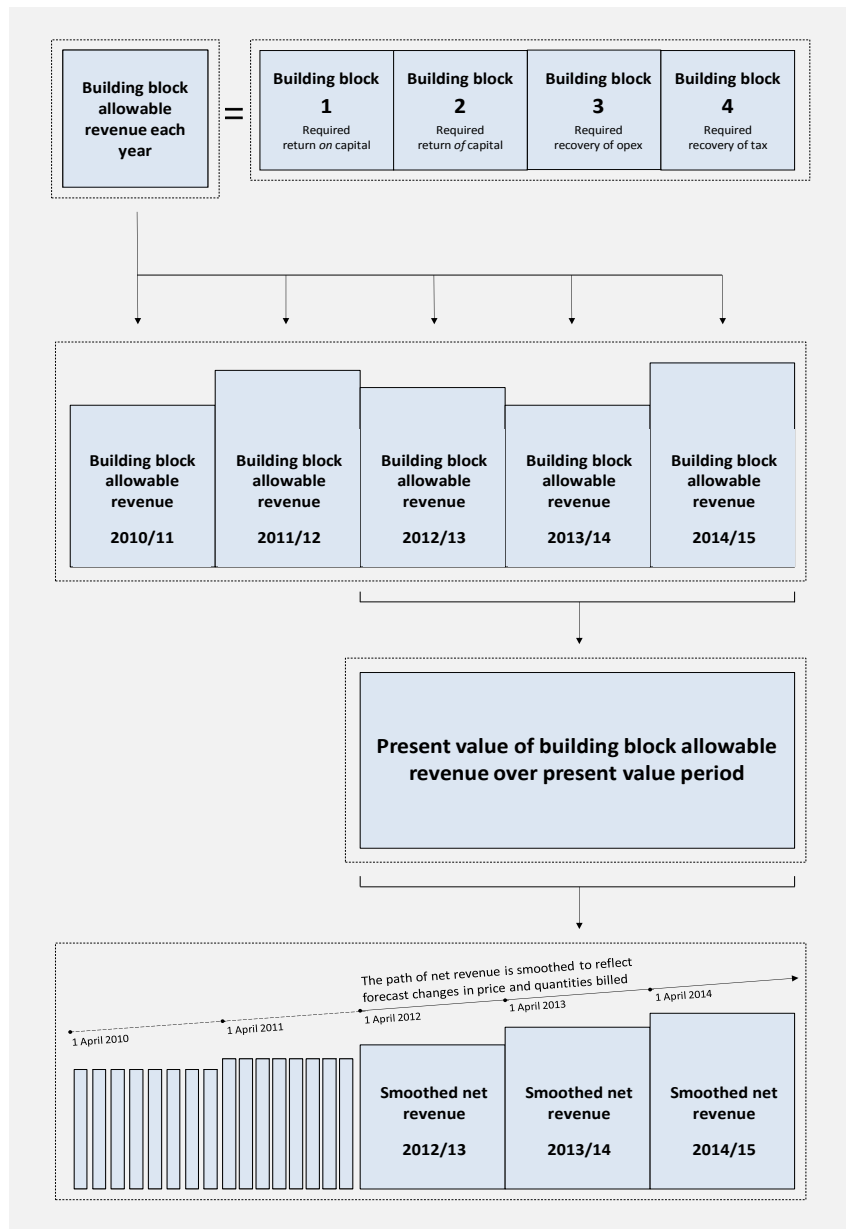 Building block
allowable
revenue each
year
=
Building block
1
Required
return on capital
Building block
2
Required
return of capital
Building block
3
Required
recovery of opex
Building block
4
Required
recovery of tax
Building block
allowable
revenue
2010/11
Building block
allowable
revenue
2011/12
Building block
allowable
revenue
2012/13
Building block
allowable
revenue
2013/14
Building block
allowable
revenue
2014/15
Present value of building block allowable
revenue over present value period
The path of net revenue is smoothed to reflect
forecast changes in price and quantities billed
1 April 2010
1 April 2011
1 April 2012
1 April 2013
1 April 2014
Smoothed net
revenue
2012/13
Smoothed net
revenue
2013/14
Smoothed net
revenue
2014/15